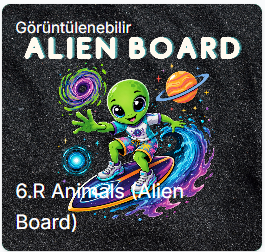 Görüntülenebilir
ALIEN BOARD
6.R Animals (Alien
Board)